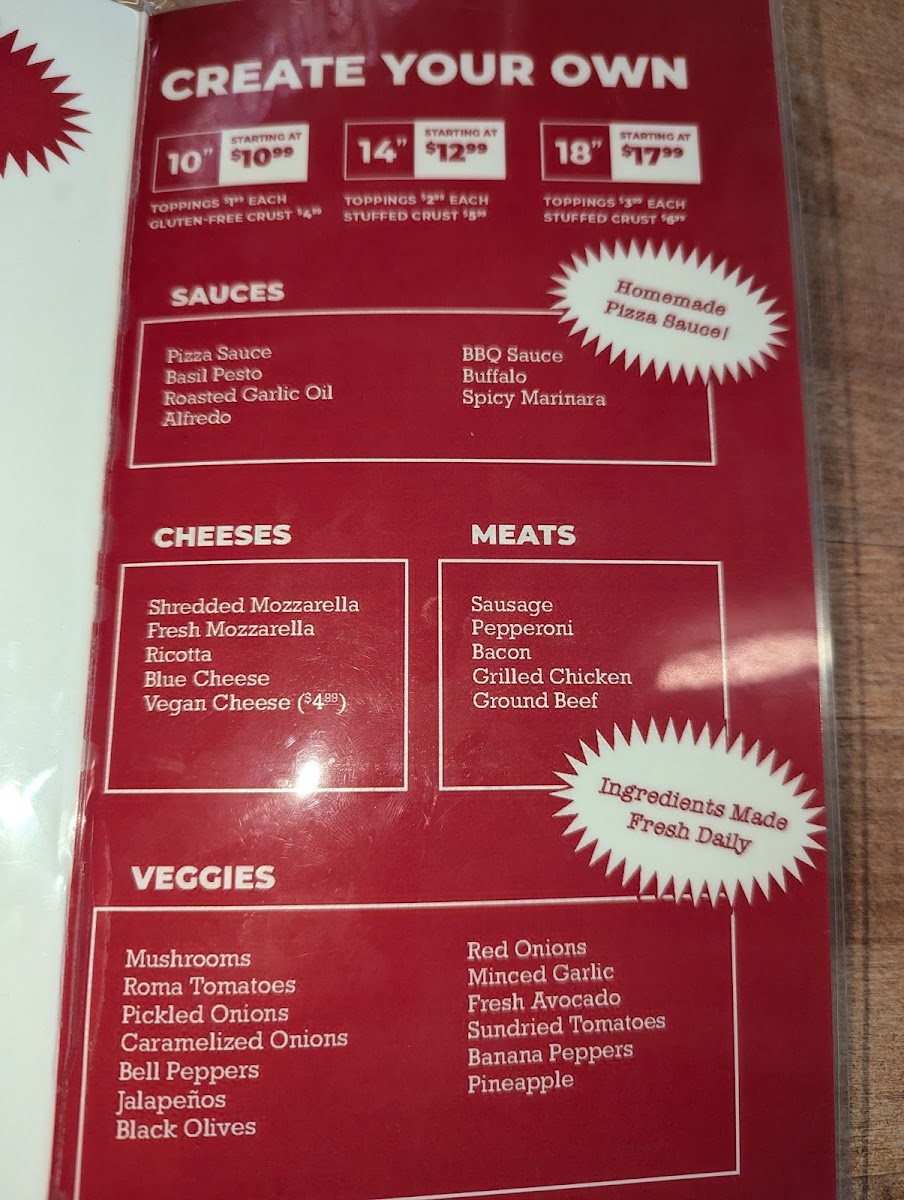 CREATE YOUR OWN
10" STARTING AT $10.99
TOPPINGS $1.99 EACH
GLUTEN-FREE CRUST $4.99
14" STARTING AT $12.99
TOPPINGS $2.99 EACH
STUFFED CRUST $5.99
18" STARTING AT $17.99
TOPPINGS $3.99 EACH
STUFFED CRUST $6.99
Homemade
Pizza Sauce!
SAUCES
Pizza Sauce
Basil Pesto
Roasted Garlic Oil
Alfredo
BBQ Sauce
Buffalo
Spicy Marinara
CHEESES
Shredded Mozzarella
Fresh Mozzarella
Ricotta
Blue Cheese
Vegan Cheese ($4.99)
MEATS
Sausage
Pepperoni
Bacon
Grilled Chicken
Ground Beef
Ingredients Made
Fresh Daily
VEGGIES
Mushrooms
Roma Tomatoes
Pickled Onions
Caramelized Onions
Bell Peppers
Jalapeños
Black Olives
Red Onions
Minced Garlic
Fresh Avocado
Sundried Tomatoes
Banana Peppers
Pineapple